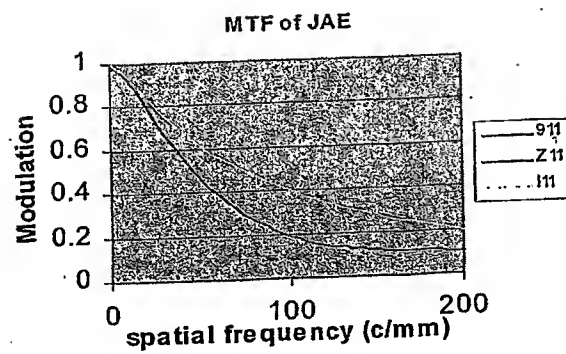 MTF of JAE
Modulation
1
0.8
0.6
0.4
0.2
0
0 100 200
spatial frequency (c/mm)
911
Z11
I11